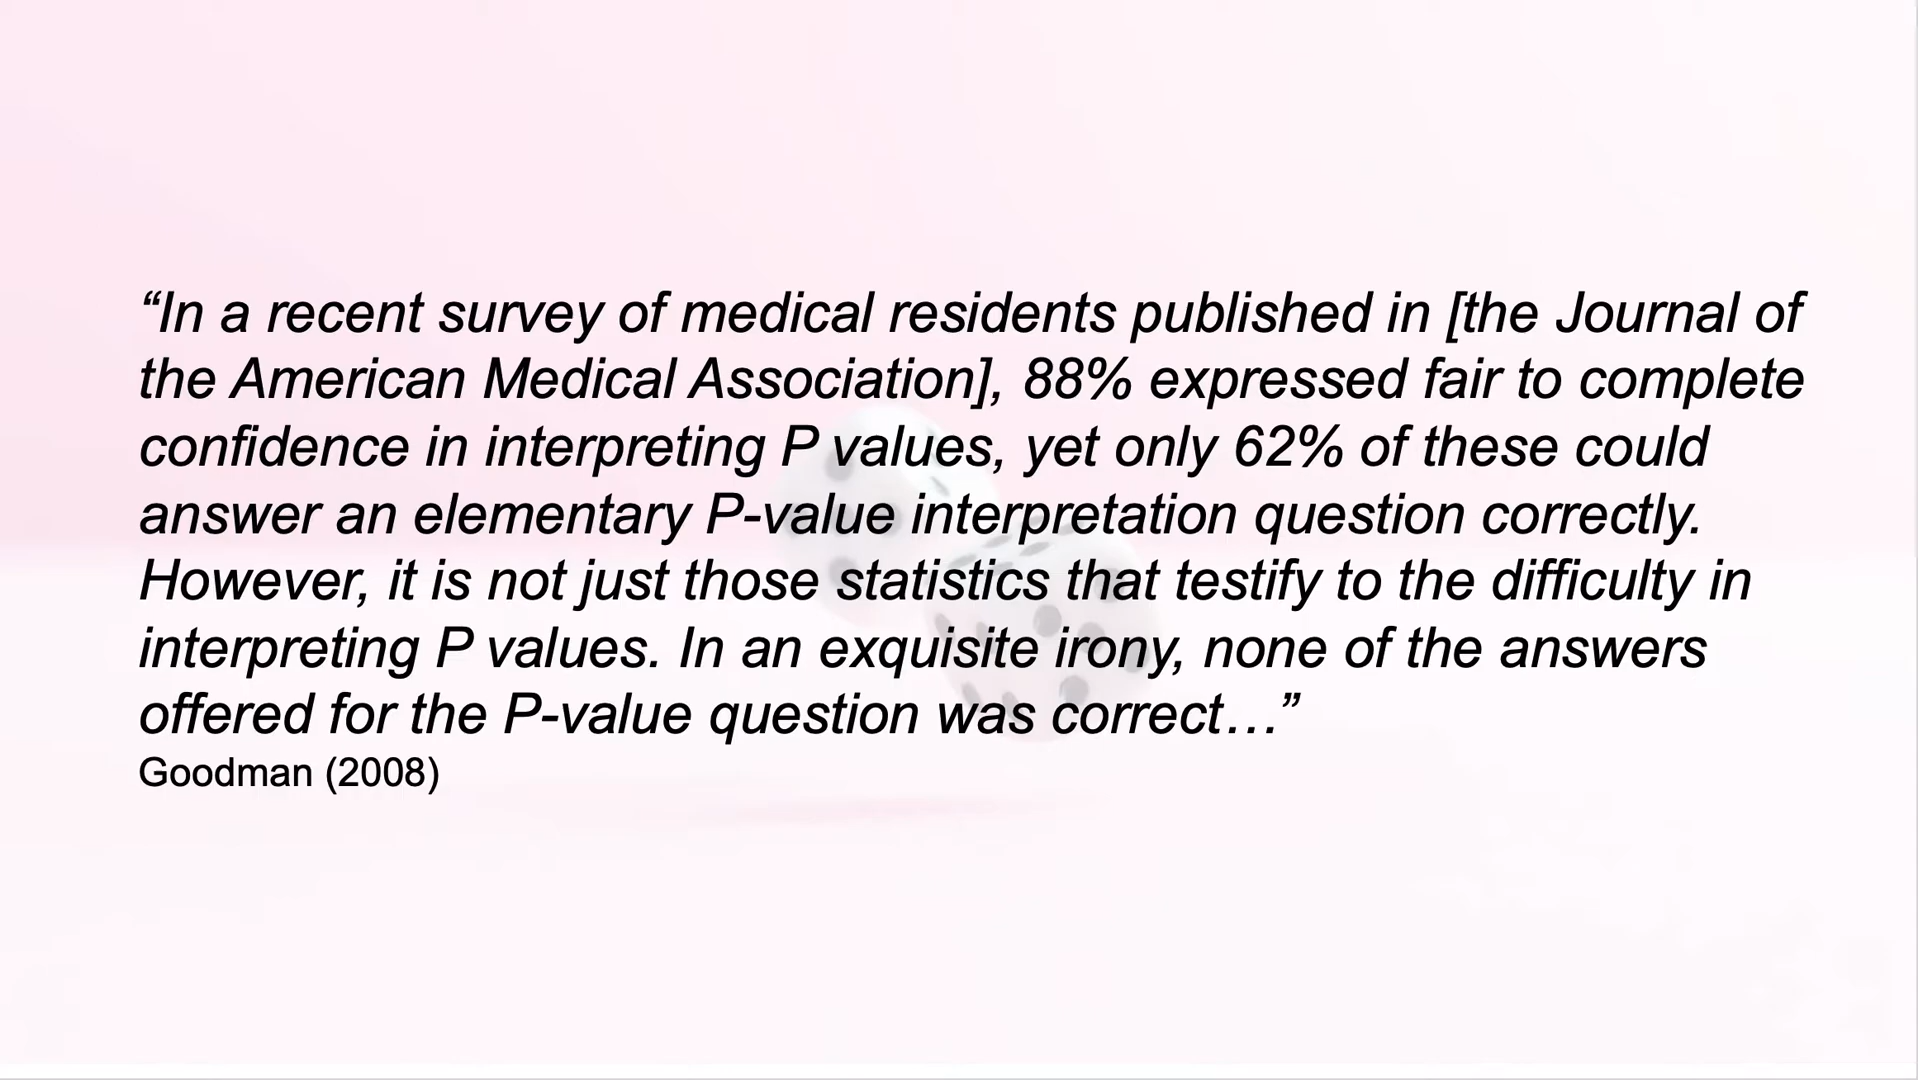 “In a recent survey of medical residents published in [the Journal of
the American Medical Association], 88% expressed fair to complete
confidence in interpreting P values, yet only 62% of these could
answer an elementary P-value interpretation question correctly.
However, it is not just those statistics that testify to the difficulty in
interpreting P values. In an exquisite irony, none of the answers
offered for the P-value question was correct…”
Goodman (2008)